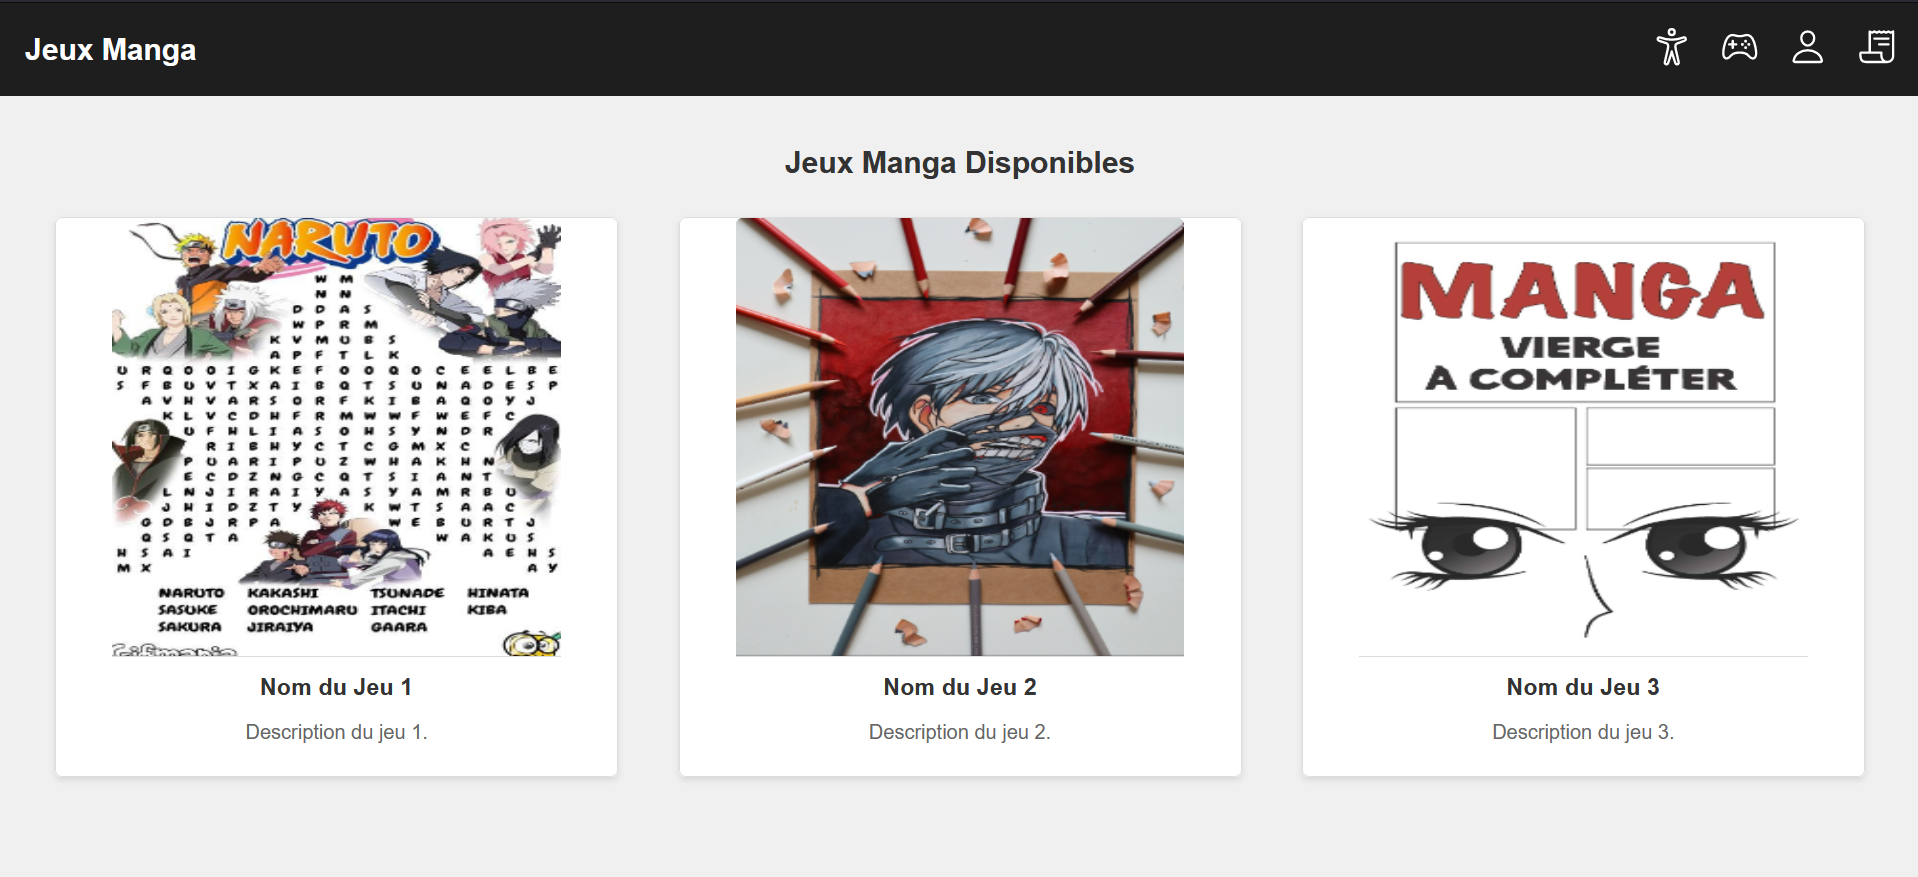 Jeux Manga
Jeux Manga Disponibles
NARUTO
W M
N N
D D A S
W P R M
K V M U B S
A P F T L K
U R Q O O I G K E F O O Q O C E E L B E
S F B U V T X A I B Q T S U N A D E S P
A V H V A R S O R F K I B A Q O Y J
K L V C D H F R M W W F W E F C
U F H L I A S O H S Y N D R
R I B H Y C T C G M X C
P U A R I P U Z W H A K H N
E C D Z N G C Q T S I A N T
L N J I R A I Y A S Y A M R B U
J H I D Z T Y K W T S A A C
G D B J R P A W E B U R T J
Q S Q T A W A K U S
H S A I A E H S
M X A Y
NARUTO KAKASHI TSUNADE HINATA
SASUKE OROCHIMARU ITACHI KIBA
SAKURA JIRAIYA GAARA
MANGA
VIERGE
À COMPLÉTER
Nom du Jeu 1
Description du jeu 1.
Nom du Jeu 2
Description du jeu 2.
Nom du Jeu 3
Description du jeu 3.